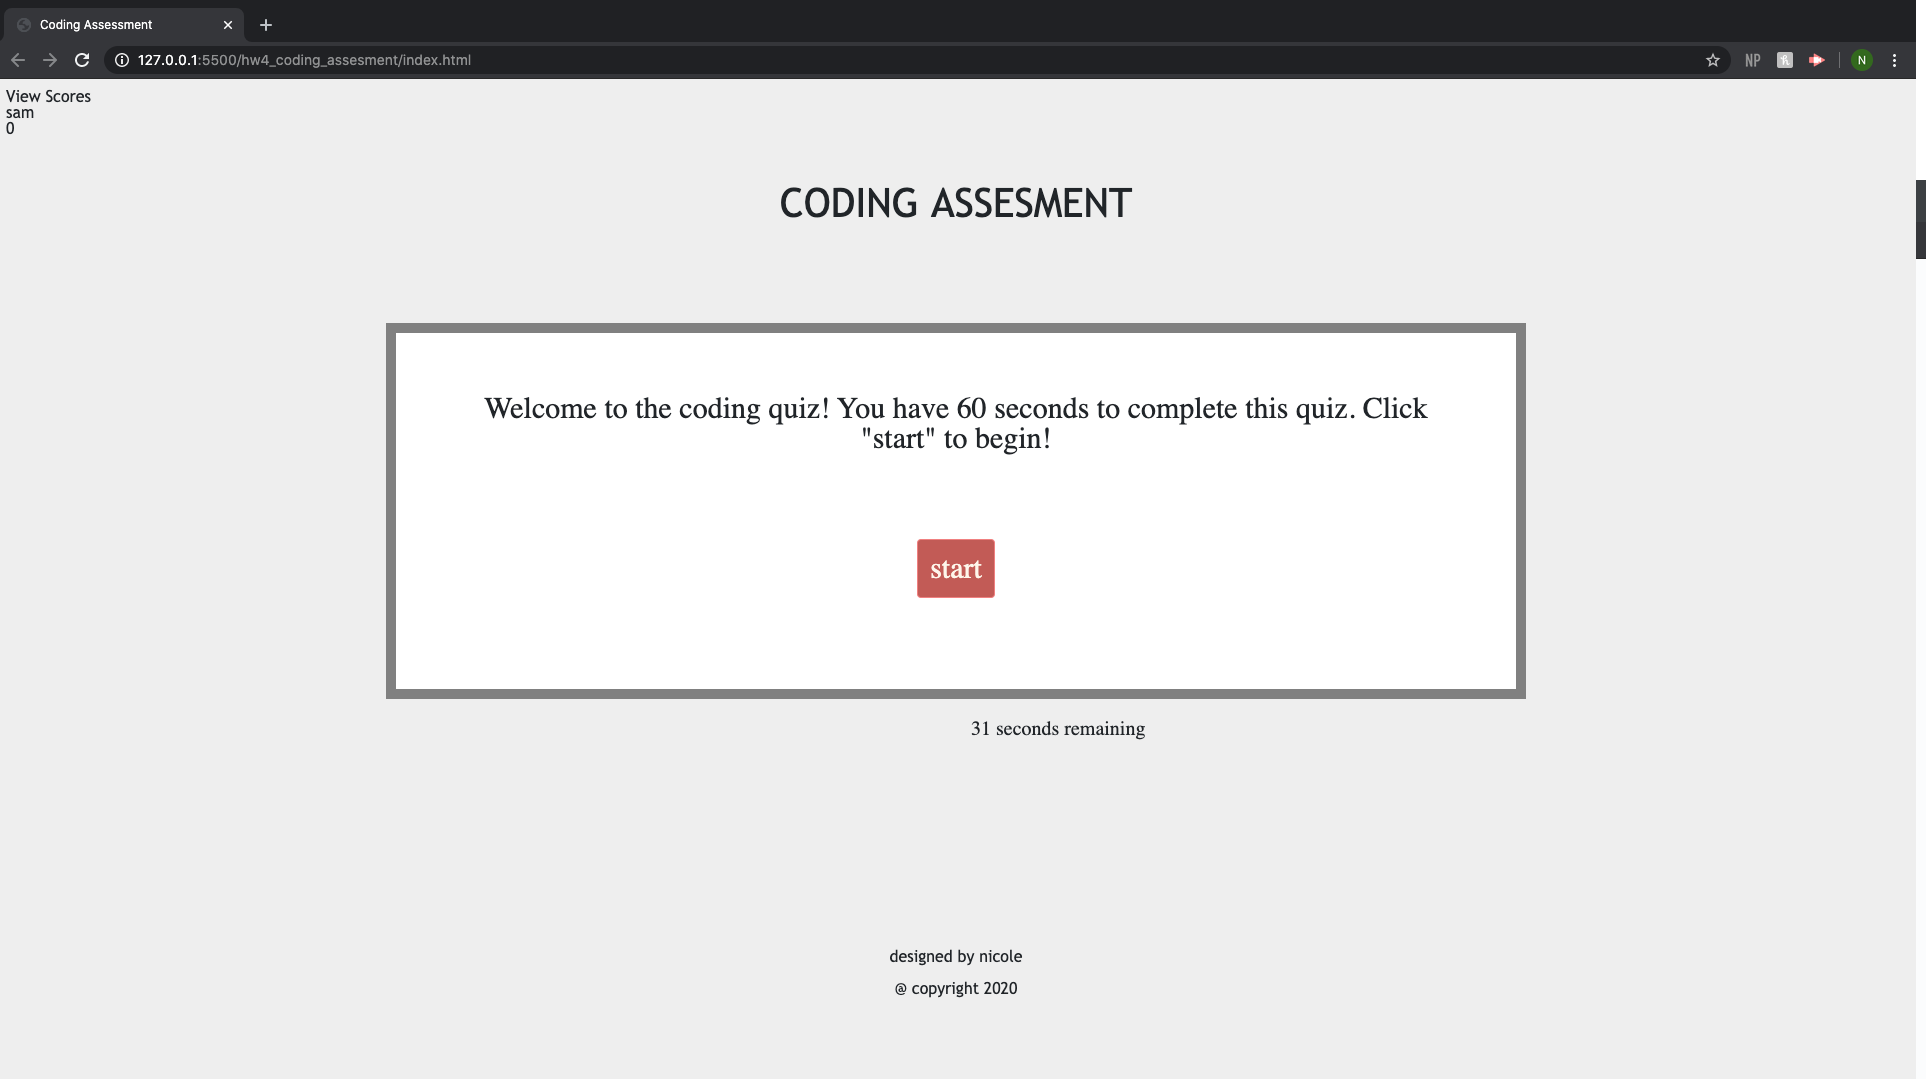 Coding Assessment
127.0.0.1:5500/hw4_coding_assesment/index.html
NP
N
View Scores
sam
0
CODING ASSESMENT
Welcome to the coding quiz! You have 60 seconds to complete this quiz. Click
"start" to begin!
start
31 seconds remaining
designed by nicole
@ copyright 2020